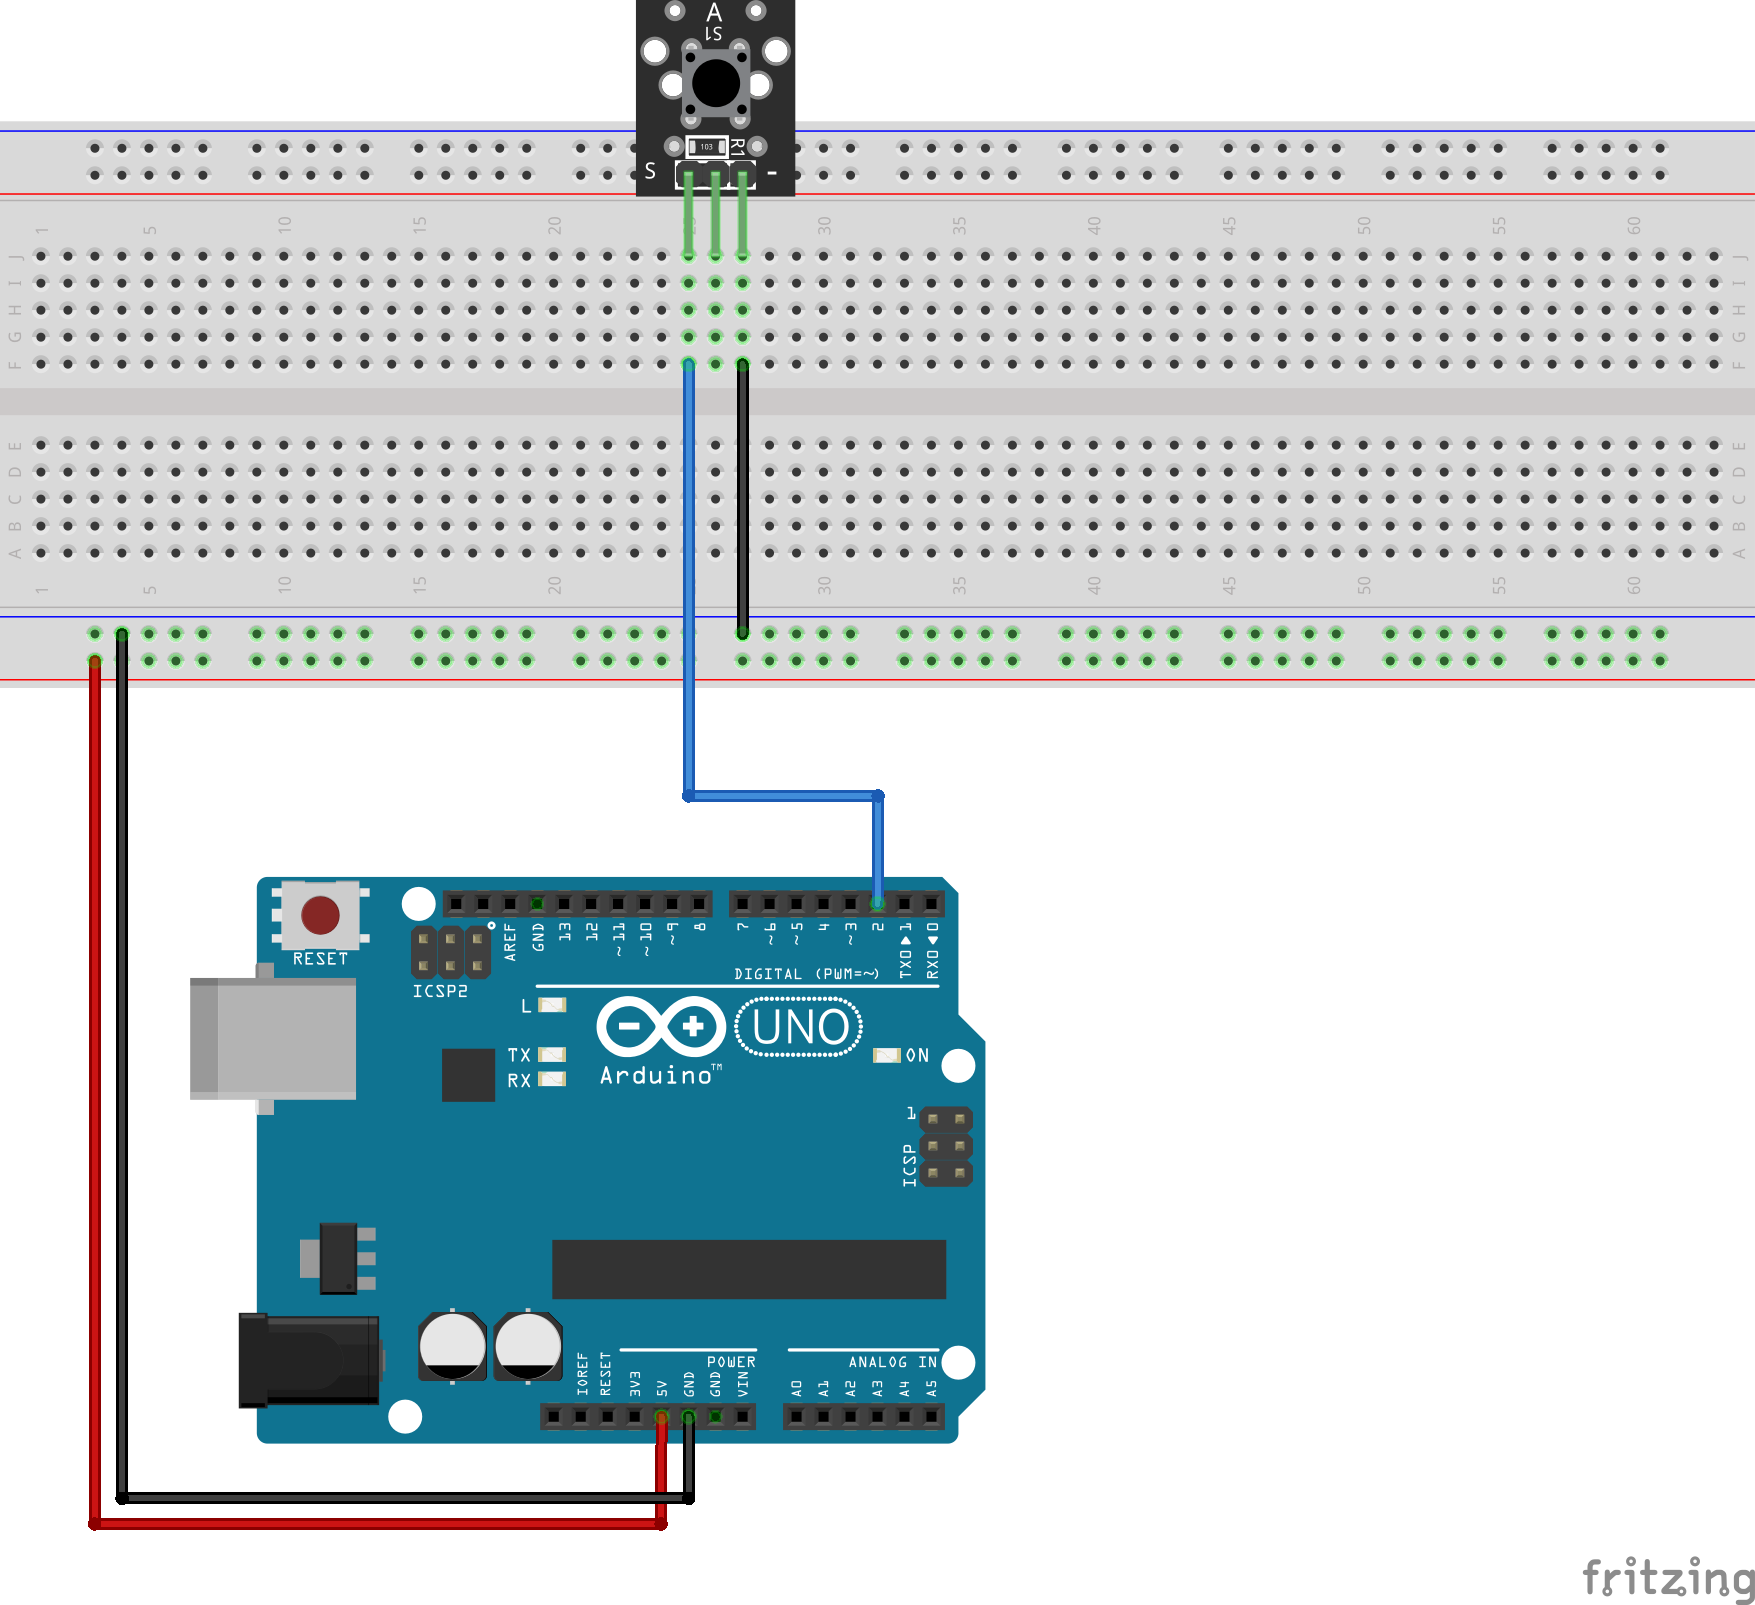 A
S1
103
R1
S
-
1 5 10 15 20 30 35 40 45 50 55 60
J J
I I
H H
G G
F F
E E
D D
C C
B B
A A
1 5 10 15 20 30 35 40 45 50 55 60
RESET
ICSP2
AREF
GND
13
12
~11
~10
~9
8
7
~6
~5
4
~3
2
TX0▶1
RX0◀0
DIGITAL (PWM=~)
L
TX
RX
UNO
Arduino™
ON
1
ICSP
POWER
ANALOG IN
IOREF
RESET
3V3
5V
GND
GND
VIN
A0
A1
A2
A3
A4
A5
fritzing